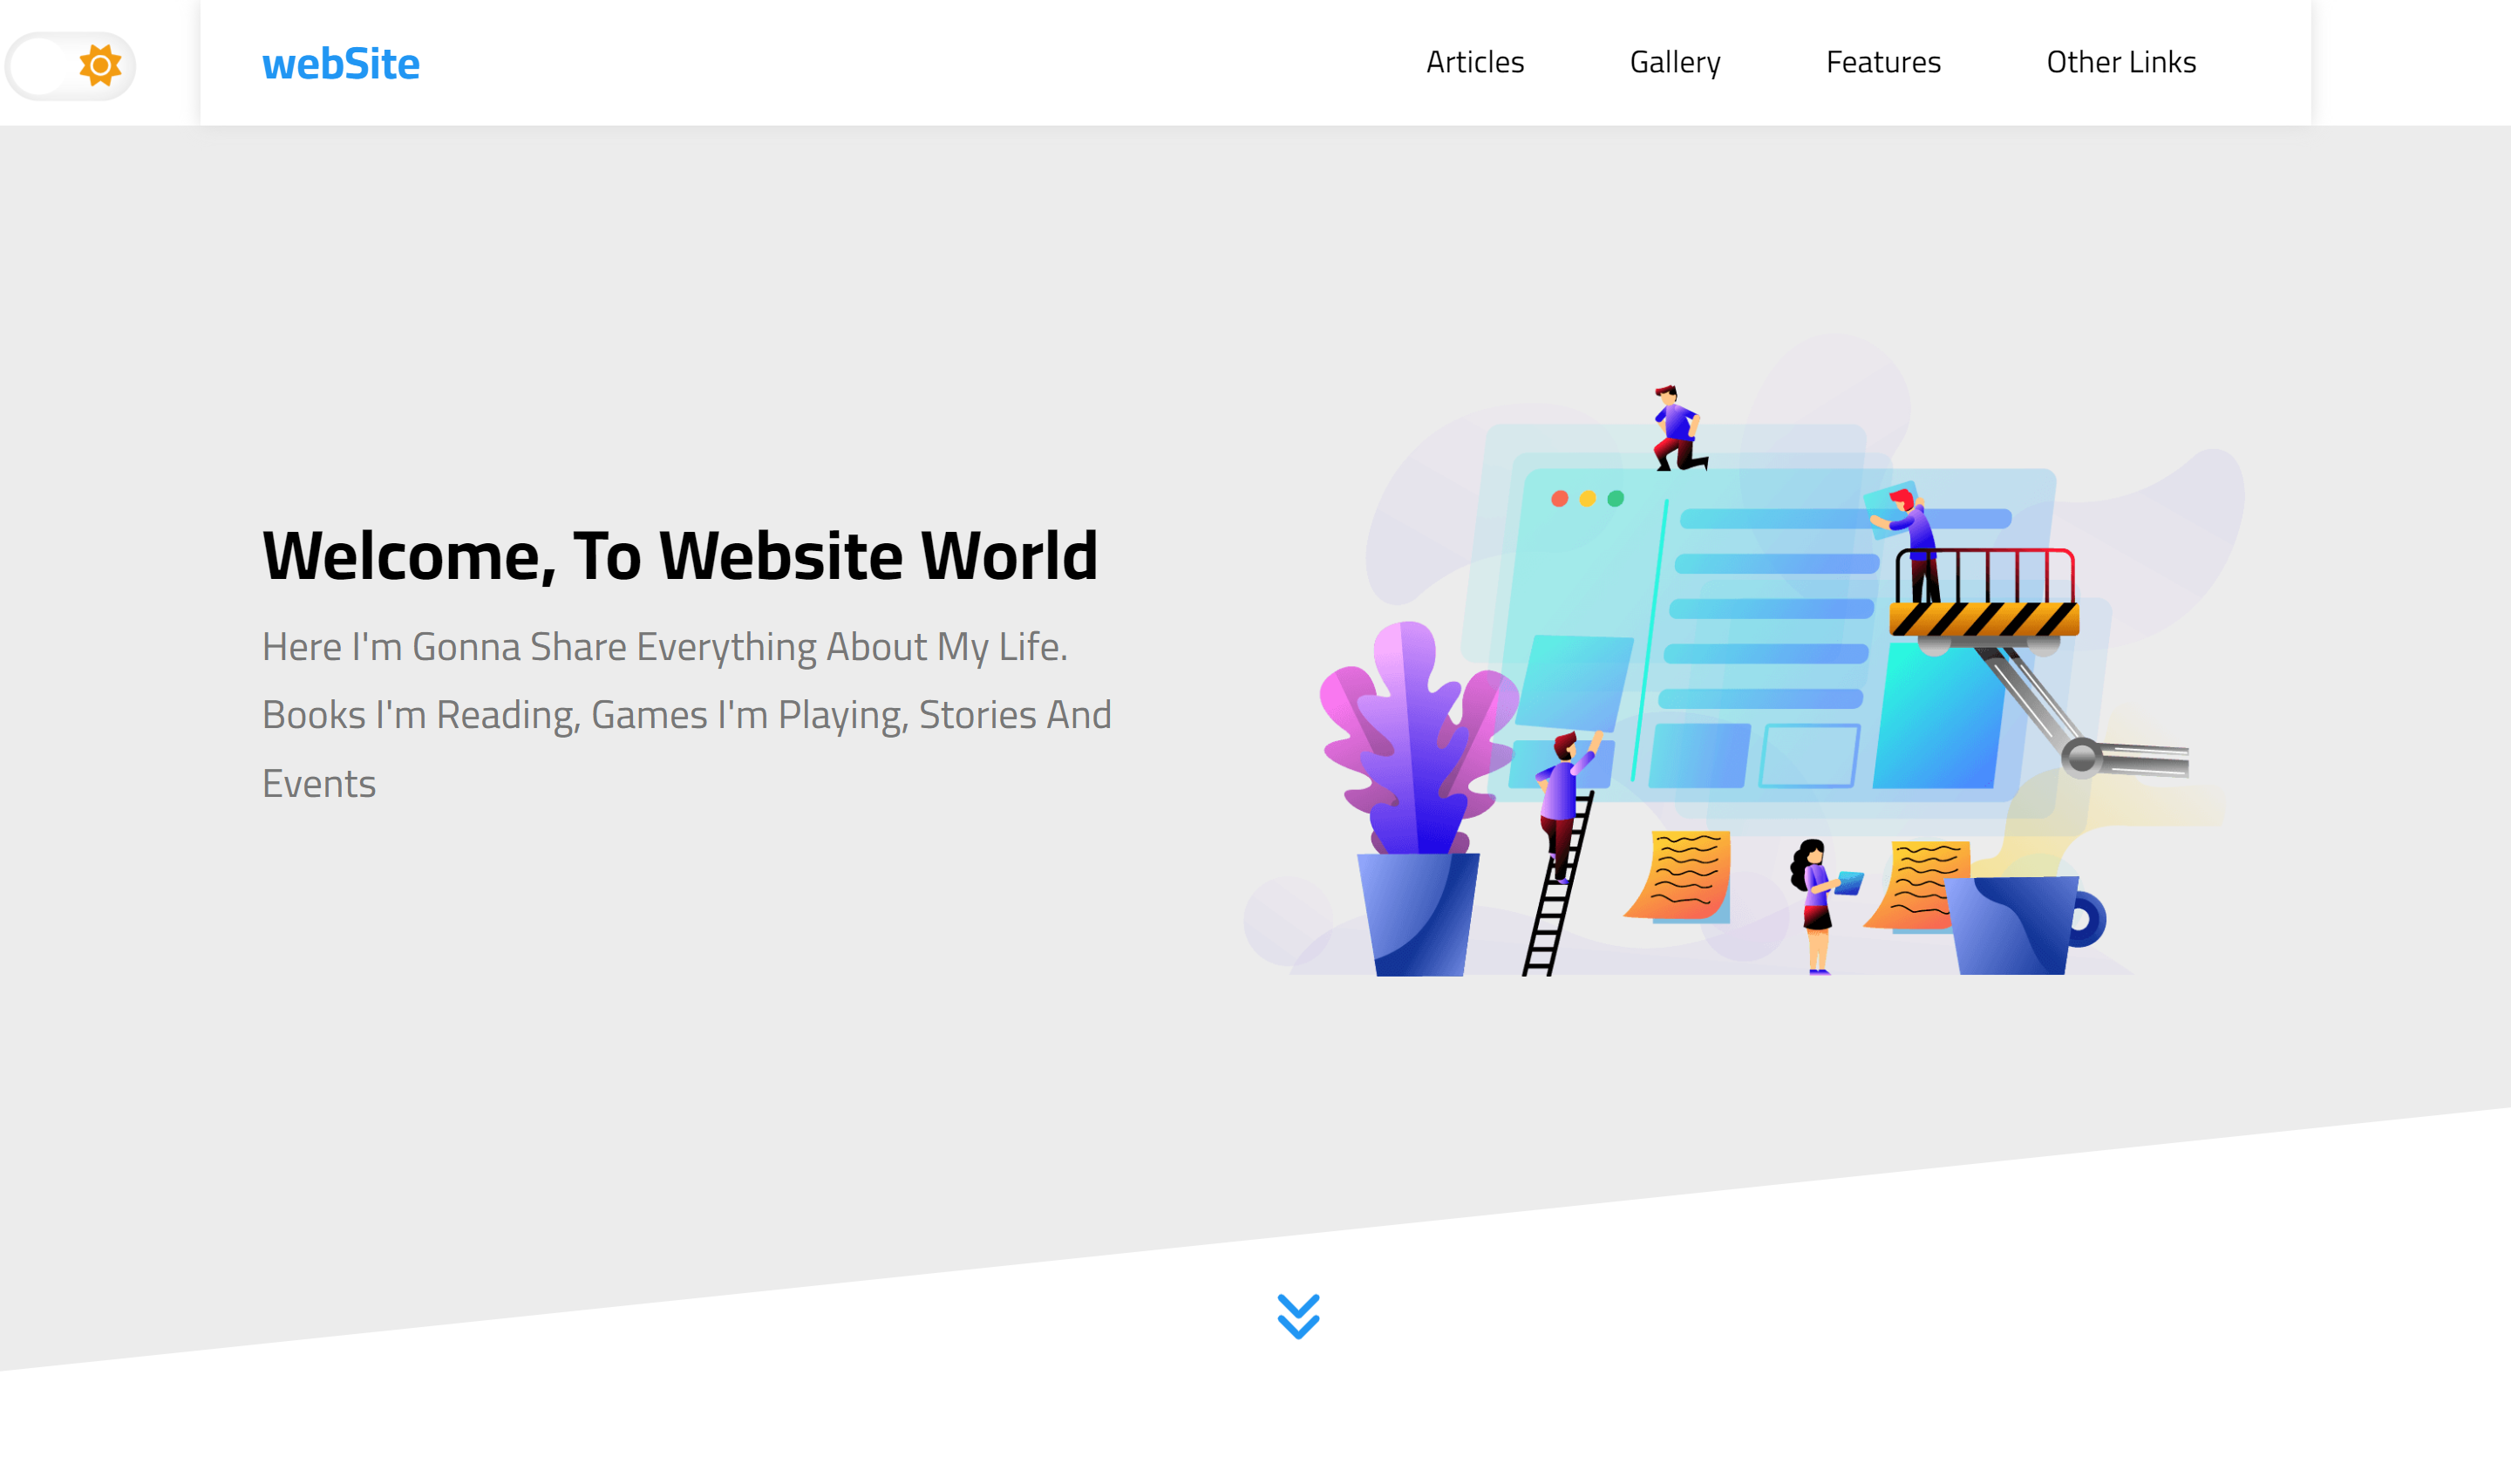 webSite
Articles
Gallery
Features
Other Links
Welcome, To Website World
Here I'm Gonna Share Everything About My Life.
Books I'm Reading, Games I'm Playing, Stories And
Events